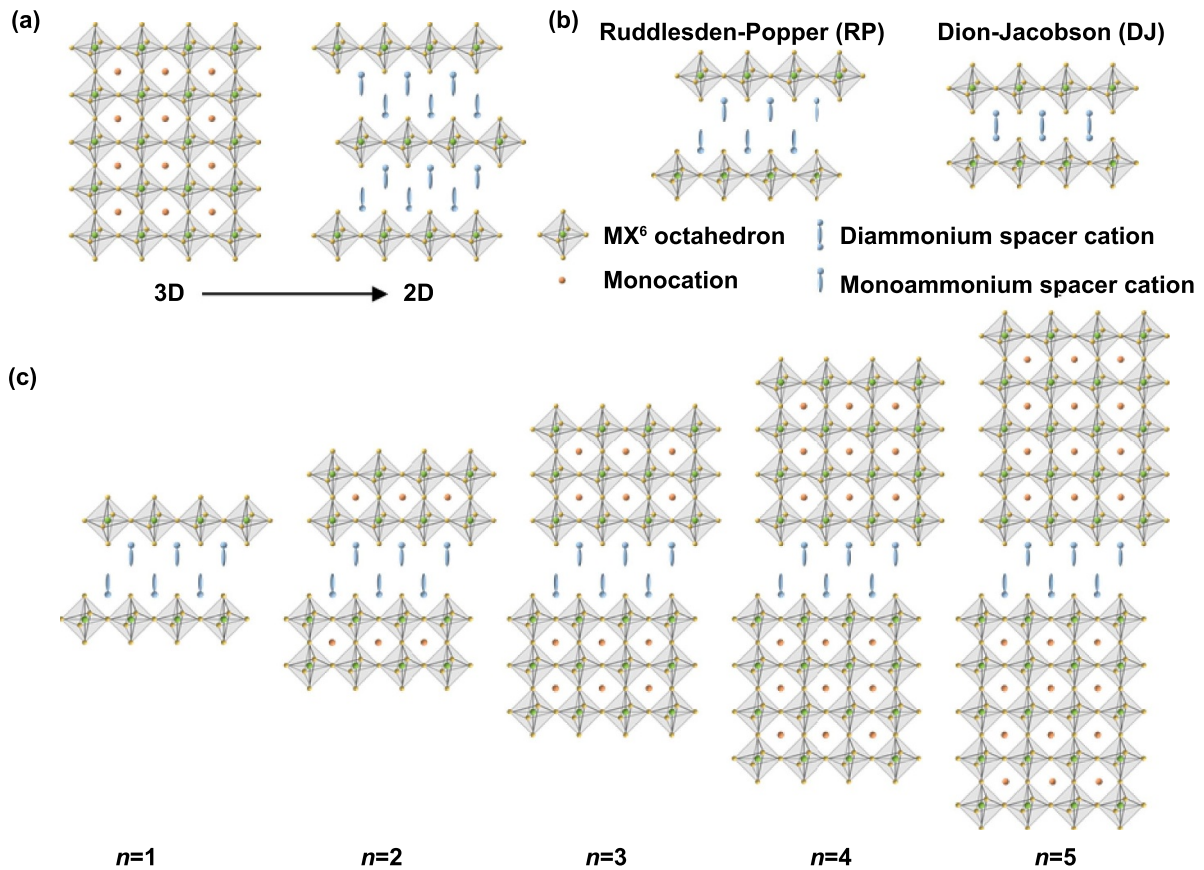 (a)
3D
2D
(b)
Ruddlesden-Popper (RP)
Dion-Jacobson (DJ)
MX⁶ octahedron
Diammonium spacer cation
Monocation
Monoammonium spacer cation
(c)
n=1
n=2
n=3
n=4
n=5